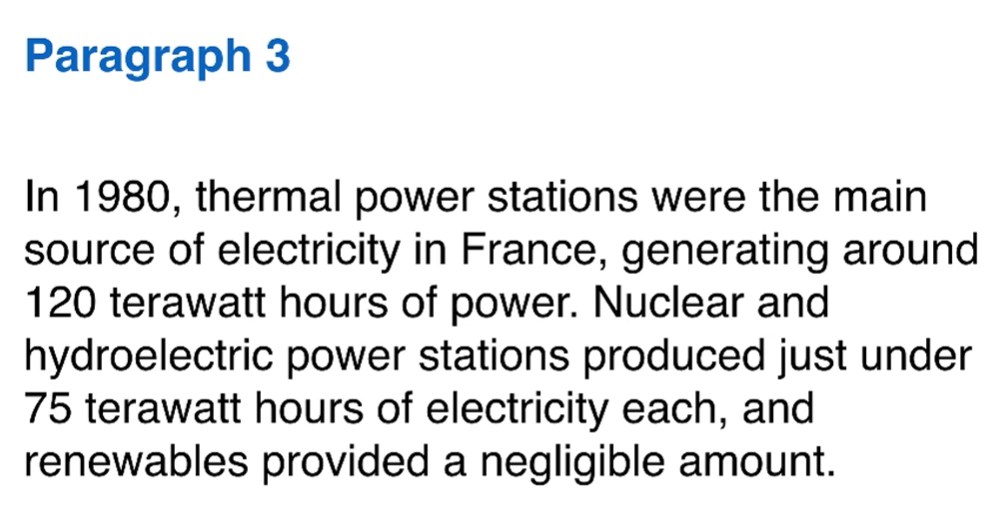 Paragraph 3
In 1980, thermal power stations were the main
source of electricity in France, generating around
120 terawatt hours of power. Nuclear and
hydroelectric power stations produced just under
75 terawatt hours of electricity each, and
renewables provided a negligible amount.